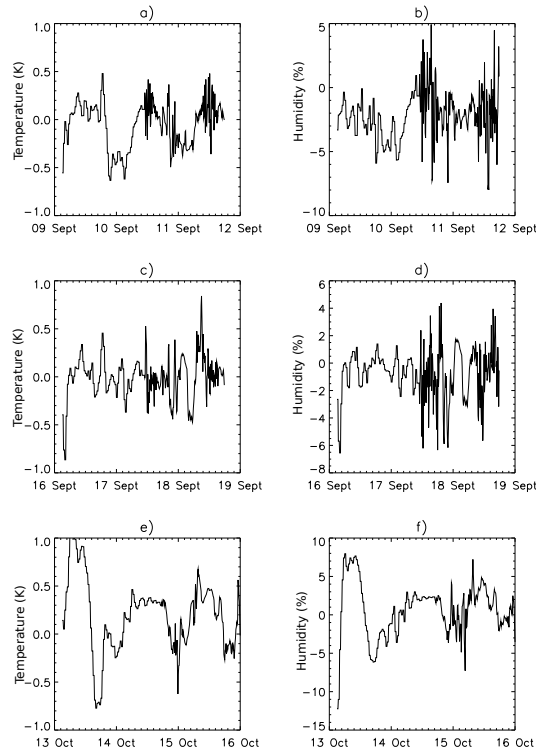 a)
1.0
0.5
0.0
−0.5
−1.0
Temperature (K)
09 Sept 10 Sept 11 Sept 12 Sept
b)
5
0
−5
−10
Humidity (%)
09 Sept 10 Sept 11 Sept 12 Sept
c)
1.0
0.5
0.0
−0.5
−1.0
Temperature (K)
16 Sept 17 Sept 18 Sept 19 Sept
d)
6
4
2
0
−2
−4
−6
−8
Humidity (%)
16 Sept 17 Sept 18 Sept 19 Sept
e)
1.0
0.5
0.0
−0.5
−1.0
Temperature (K)
13 Oct 14 Oct 15 Oct 16 Oct
f)
10
5
0
−5
−10
−15
Humidity (%)
13 Oct 14 Oct 15 Oct 16 Oct